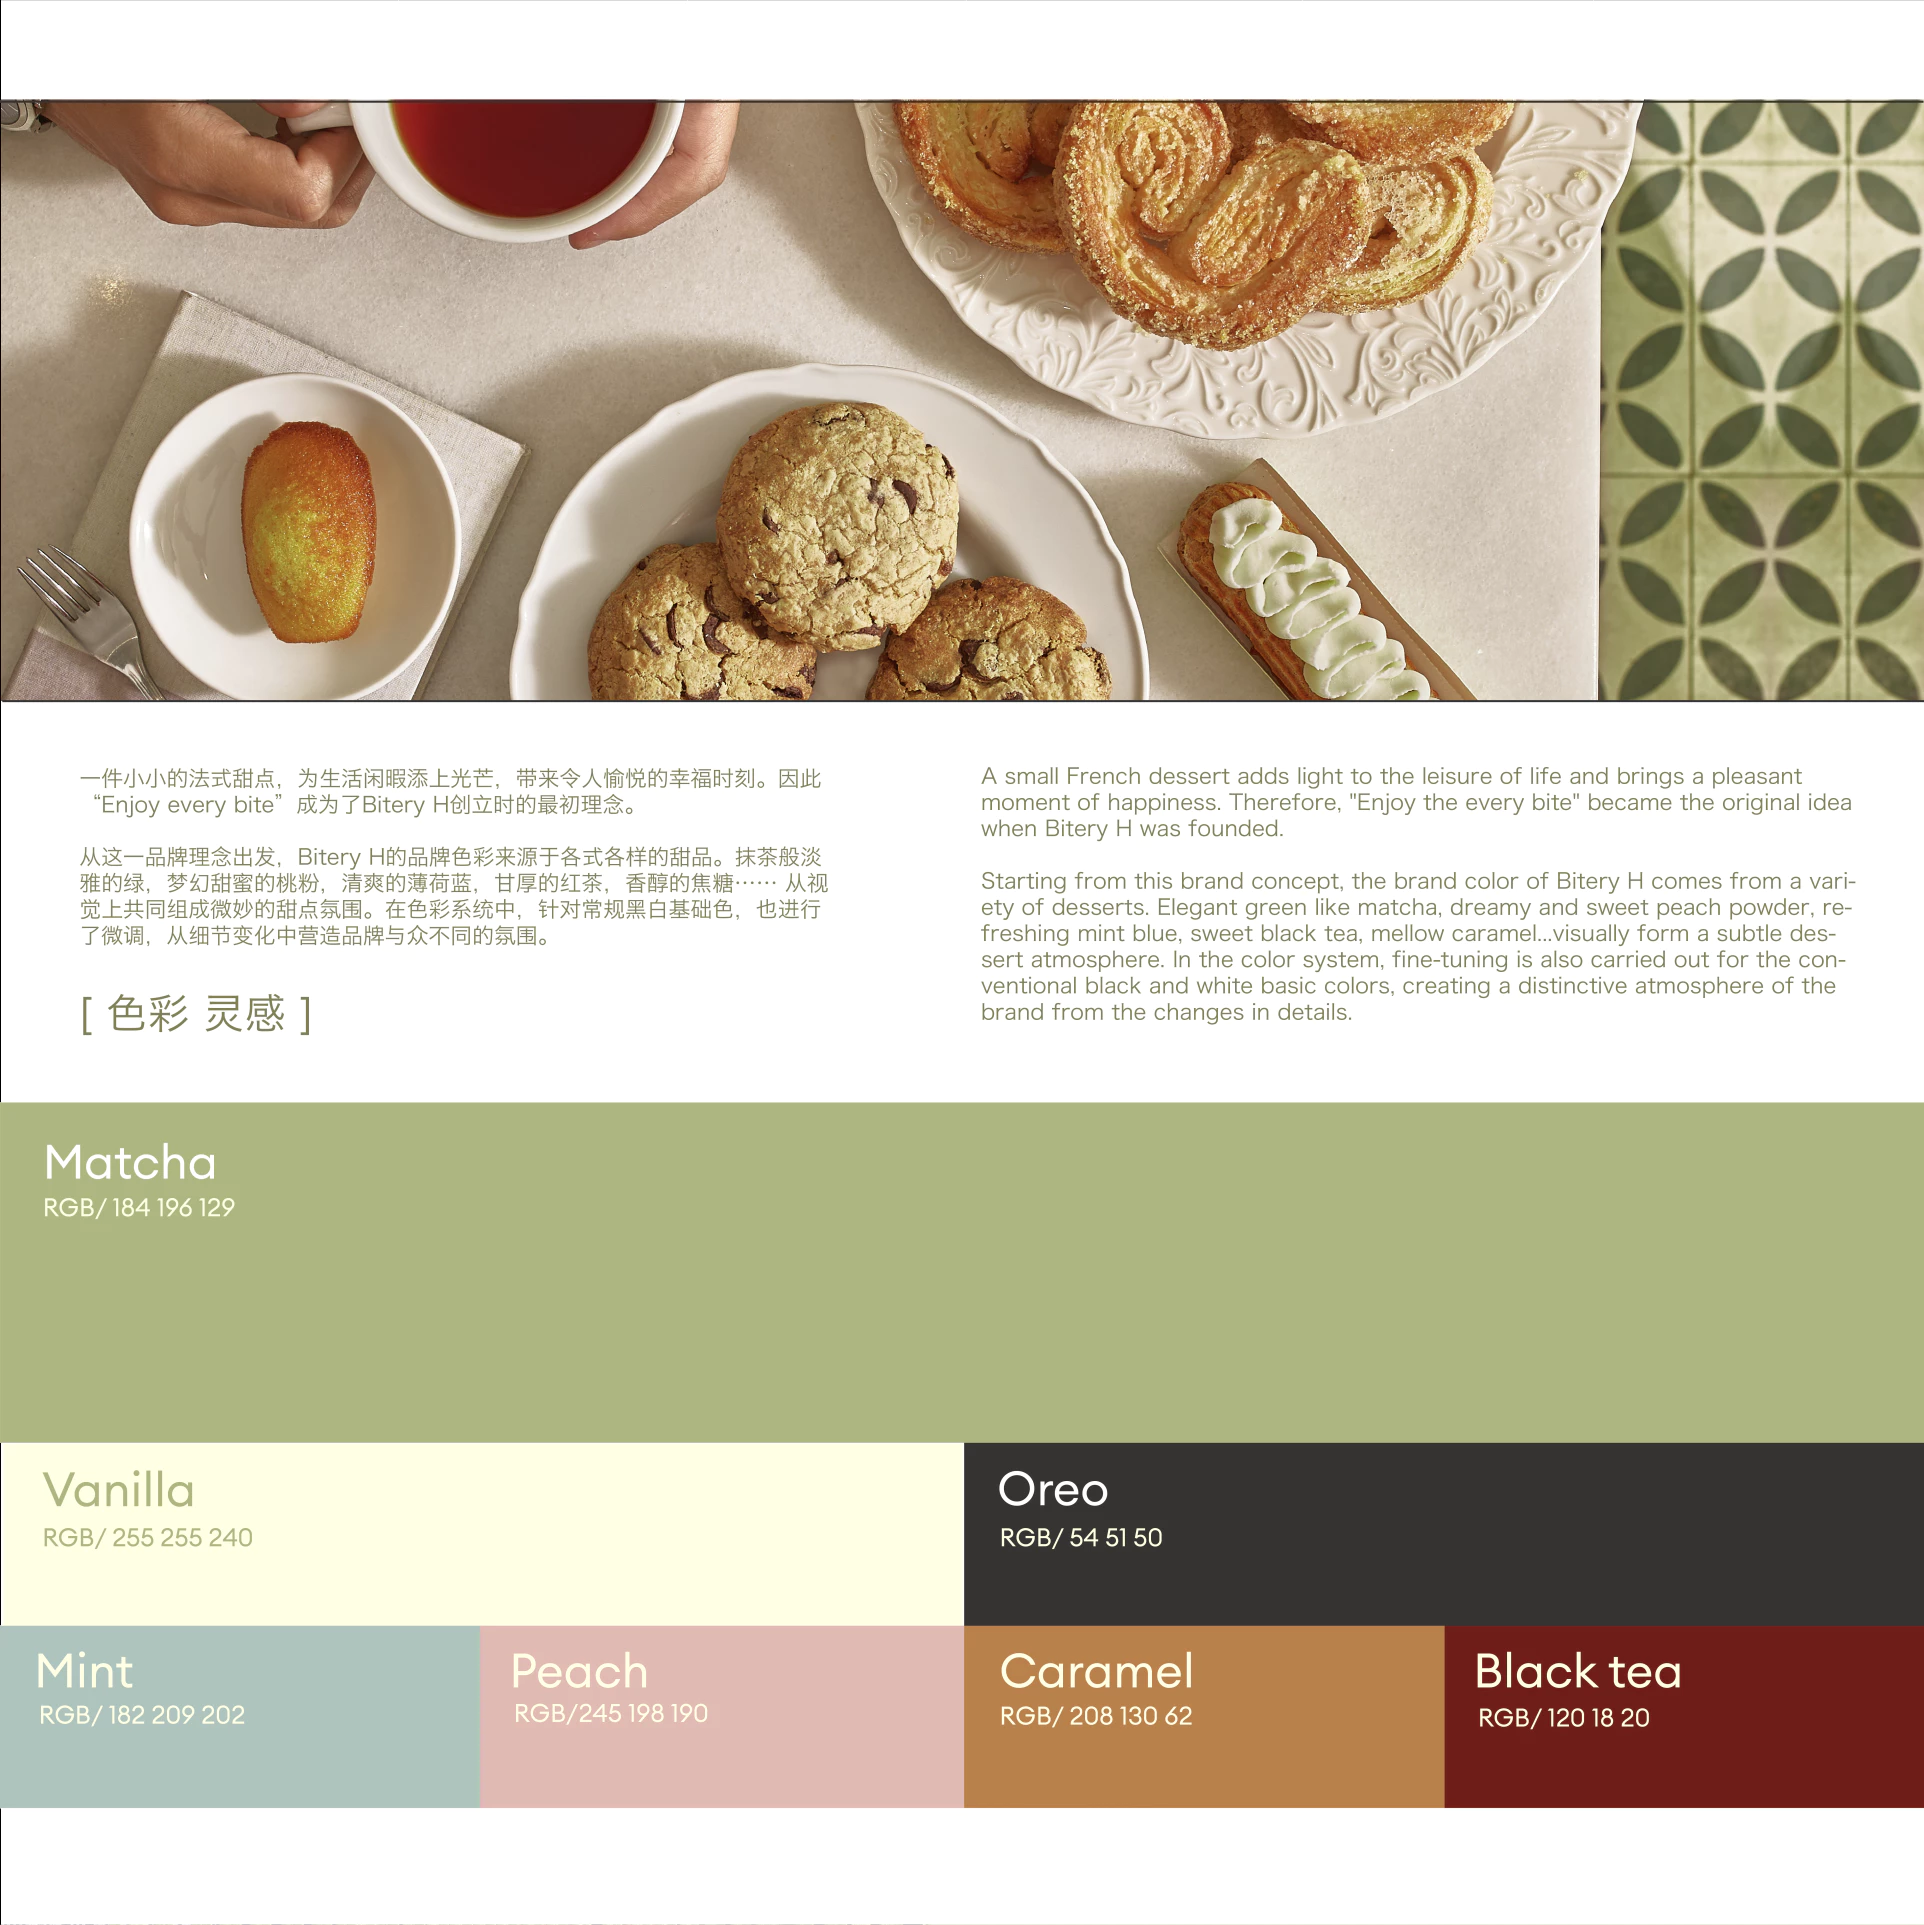 一件小小的法式甜点，为生活闲暇添上光芒，带来令人愉悦的幸福时刻。因此
“Enjoy every bite”成为了Bitery H创立时的最初理念。
从这一品牌理念出发，Bitery H的品牌色彩来源于各式各样的甜品。抹茶般淡
雅的绿，梦幻甜蜜的桃粉，清爽的薄荷蓝，甘厚的红茶，香醇的焦糖…… 从视
觉上共同组成微妙的甜点氛围。在色彩系统中，针对常规黑白基础色，也进行
了微调，从细节变化中营造品牌与众不同的氛围。
[ 色彩 灵感 ]
A small French dessert adds light to the leisure of life and brings a pleasant
moment of happiness. Therefore, "Enjoy the every bite" became the original idea
when Bitery H was founded.
Starting from this brand concept, the brand color of Bitery H comes from a vari-
ety of desserts. Elegant green like matcha, dreamy and sweet peach powder, re-
freshing mint blue, sweet black tea, mellow caramel...visually form a subtle des-
sert atmosphere. In the color system, fine-tuning is also carried out for the con-
ventional black and white basic colors, creating a distinctive atmosphere of the
brand from the changes in details.
Matcha
RGB/ 184 196 129
Vanilla
RGB/ 255 255 240
Oreo
RGB/ 54 51 50
Mint
RGB/ 182 209 202
Peach
RGB/245 198 190
Caramel
RGB/ 208 130 62
Black tea
RGB/ 120 18 20